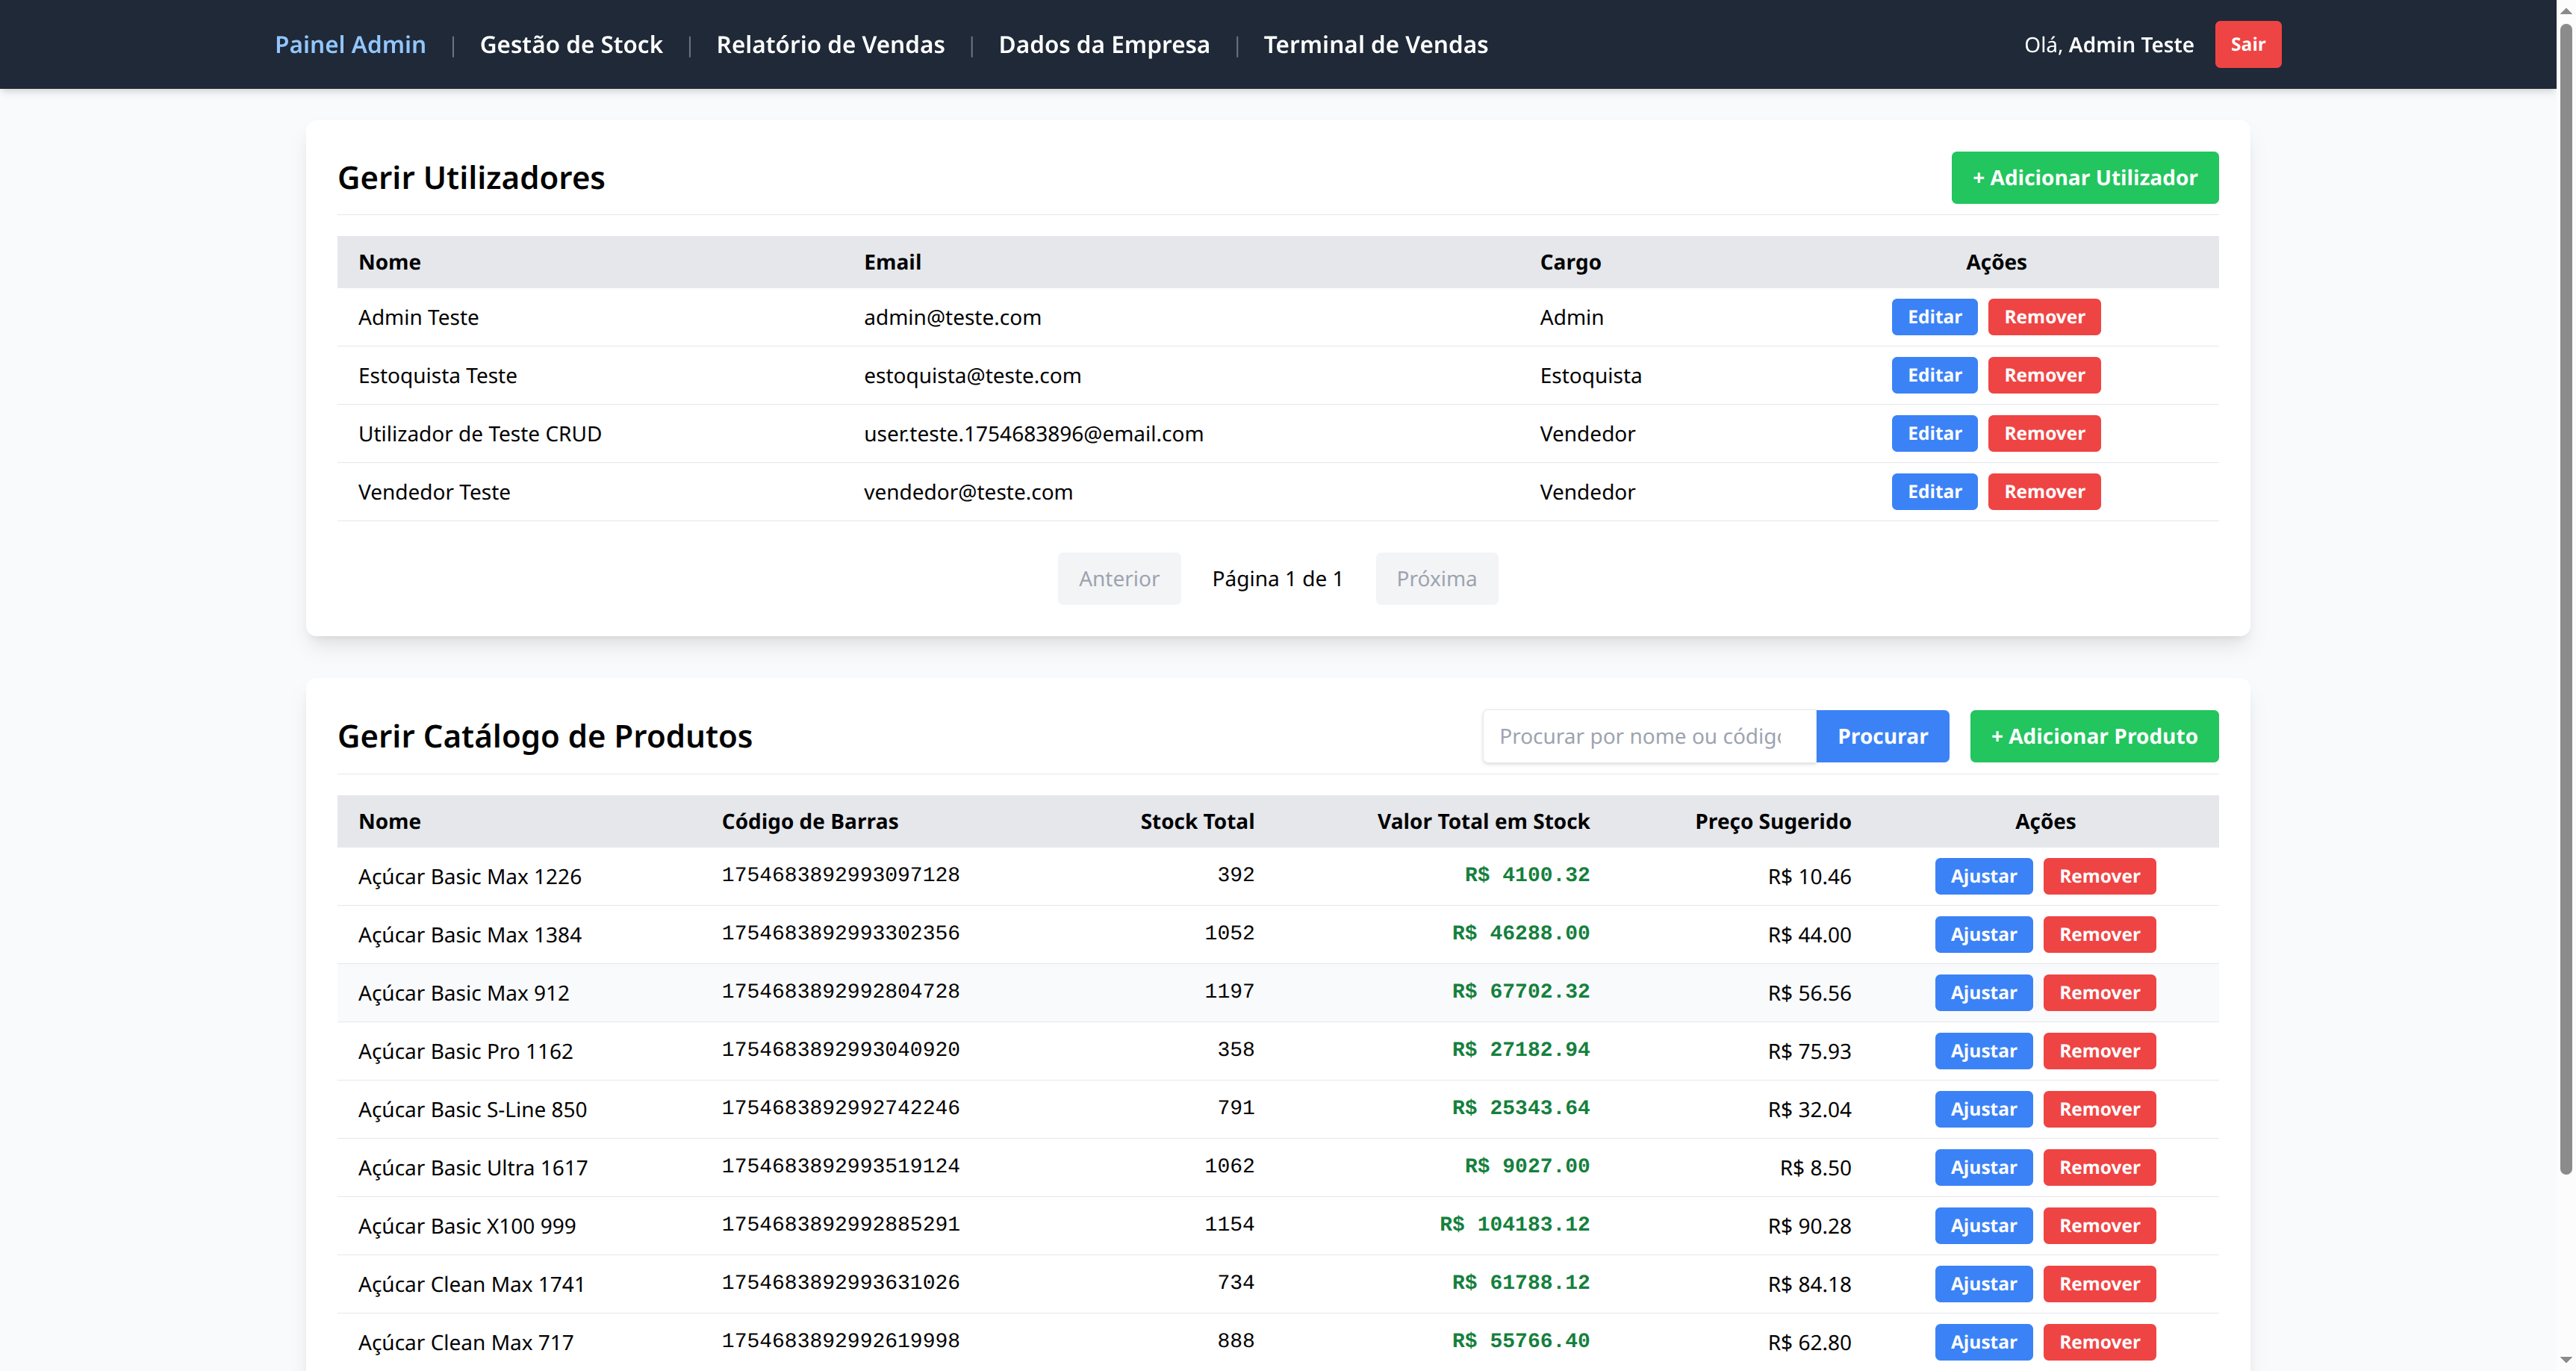 Painel Admin | Gestão de Stock | Relatório de Vendas | Dados da Empresa | Terminal de Vendas Olá, Admin Teste Sair
Gerir Utilizadores + Adicionar Utilizador
Nome Email Cargo Ações
Admin Teste admin@teste.com Admin Editar Remover
Estoquista Teste estoquista@teste.com Estoquista Editar Remover
Utilizador de Teste CRUD user.teste.1754683896@email.com Vendedor Editar Remover
Vendedor Teste vendedor@teste.com Vendedor Editar Remover
Anterior Página 1 de 1 Próxima
Gerir Catálogo de Produtos Procurar por nome ou código Procurar + Adicionar Produto
Nome Código de Barras Stock Total Valor Total em Stock Preço Sugerido Ações
Açúcar Basic Max 1226 1754683892993097128 392 R$ 4100.32 R$ 10.46 Ajustar Remover
Açúcar Basic Max 1384 1754683892993302356 1052 R$ 46288.00 R$ 44.00 Ajustar Remover
Açúcar Basic Max 912 1754683892992804728 1197 R$ 67702.32 R$ 56.56 Ajustar Remover
Açúcar Basic Pro 1162 1754683892993040920 358 R$ 27182.94 R$ 75.93 Ajustar Remover
Açúcar Basic S-Line 850 1754683892992742246 791 R$ 25343.64 R$ 32.04 Ajustar Remover
Açúcar Basic Ultra 1617 1754683892993519124 1062 R$ 9027.00 R$ 8.50 Ajustar Remover
Açúcar Basic X100 999 1754683892992885291 1154 R$ 104183.12 R$ 90.28 Ajustar Remover
Açúcar Clean Max 1741 1754683892993631026 734 R$ 61788.12 R$ 84.18 Ajustar Remover
Açúcar Clean Max 717 1754683892992619998 888 R$ 55766.40 R$ 62.80 Ajustar Remover